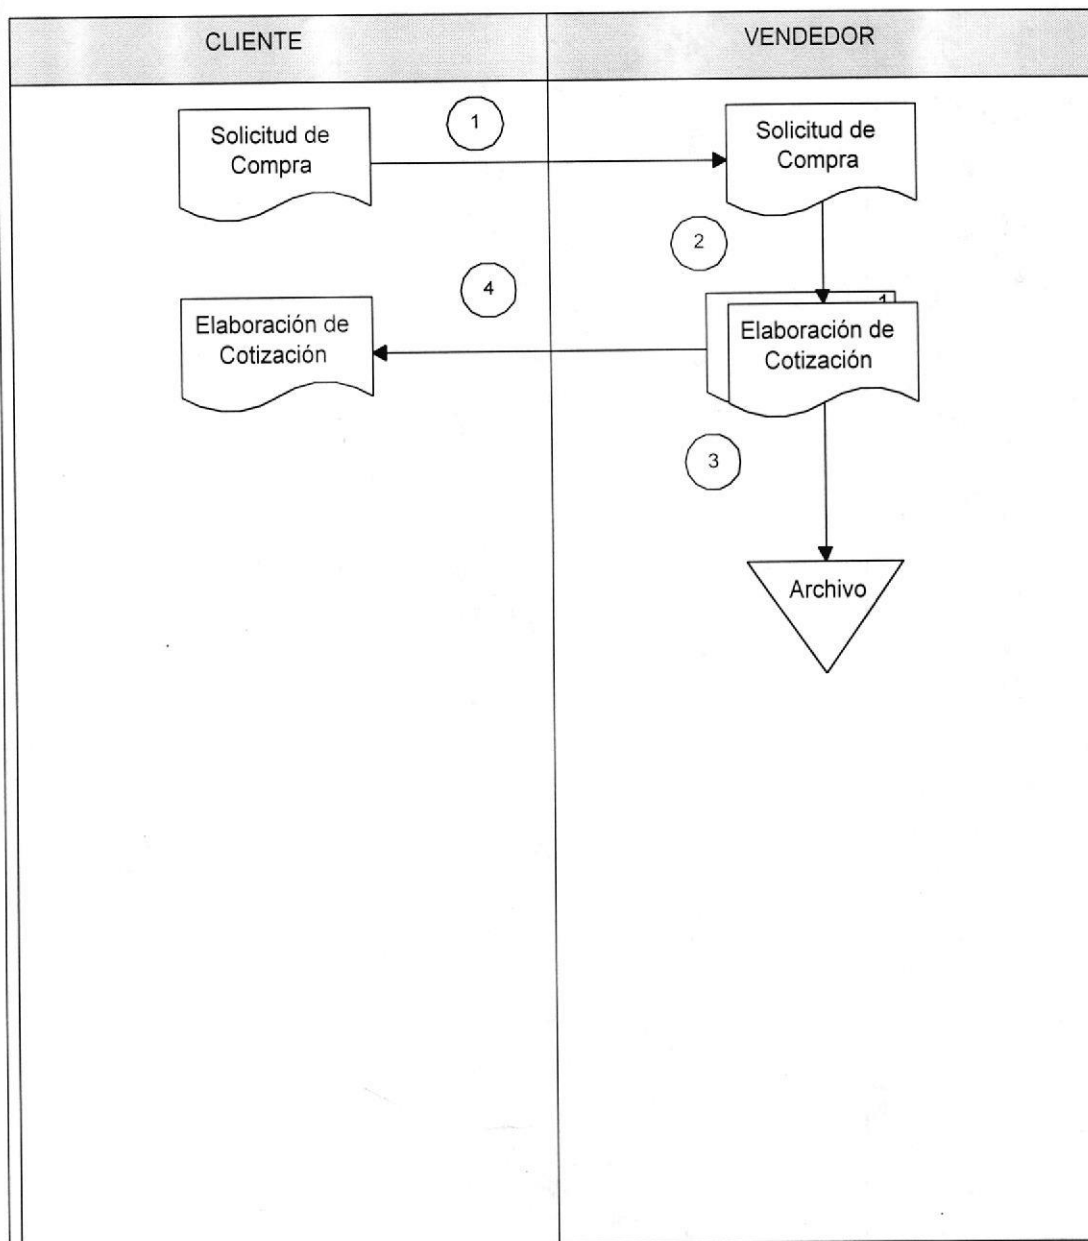 CLIENTE
VENDEDOR
Solicitud de
Compra
1
Solicitud de
Compra
2
4
Elaboración de
Cotización
1
Elaboración de
Cotización
3
Archivo